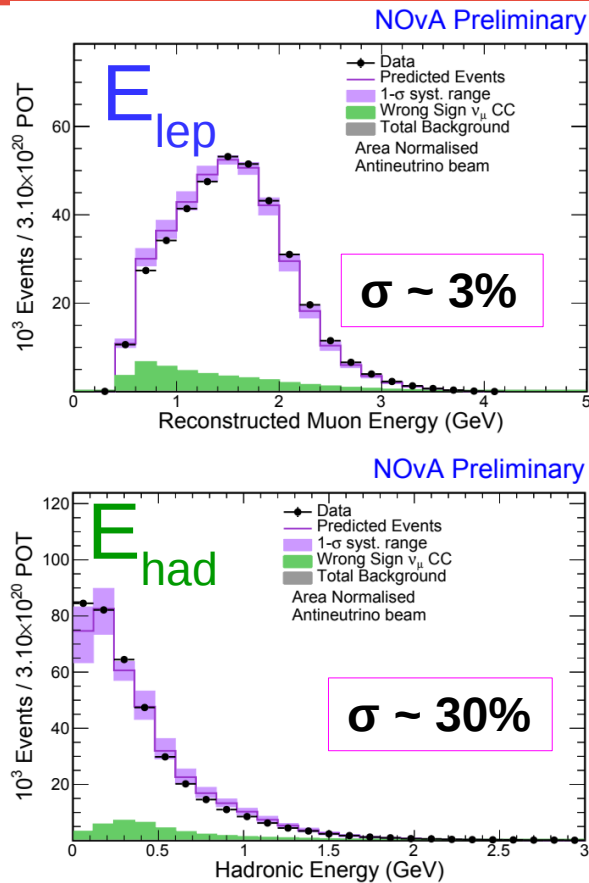 NOvA Preliminary
E_lep
Data
Predicted Events
1-σ syst. range
Wrong Sign ν_μ CC
Total Background
Area Normalised
Antineutrino beam
σ ~ 3%
10³ Events / 3.10×10²⁰ POT
60
40
20
0 1 2 3 4 5
Reconstructed Muon Energy (GeV)
NOvA Preliminary
E_had
Data
Predicted Events
1-σ syst. range
Wrong Sign ν_μ CC
Total Background
Area Normalised
Antineutrino beam
σ ~ 30%
10³ Events / 3.10×10²⁰ POT
120
100
80
60
40
20
0 0.5 1 1.5 2 2.5 3
Hadronic Energy (GeV)